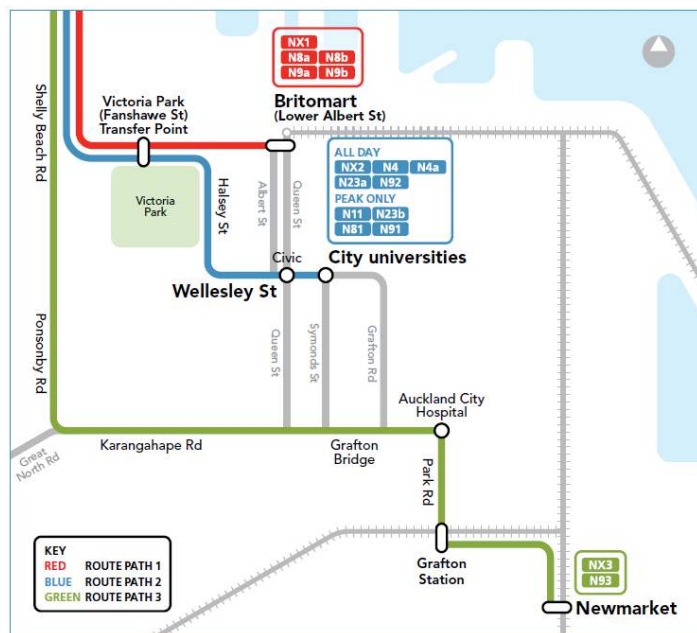 NX1
N8a N8b
N9a N9b
Britomart
(Lower Albert St)
Victoria Park
(Fanshawe St)
Transfer Point
Shelly Beach Rd
Victoria
Park
Halsey St
Albert St
Queen St
ALL DAY
NX2 N4 N4a
N23a N92
PEAK ONLY
N11 N23b
N81 N91
Civic
City universities
Wellesley St
Ponsonby Rd
Queen St
Symonds St
Grafton Rd
Auckland City
Hospital
Karangahape Rd
Grafton
Bridge
Great
North Rd
Park Rd
KEY
RED ROUTE PATH 1
BLUE ROUTE PATH 2
GREEN ROUTE PATH 3
Grafton
Station
NX3
N93
Newmarket